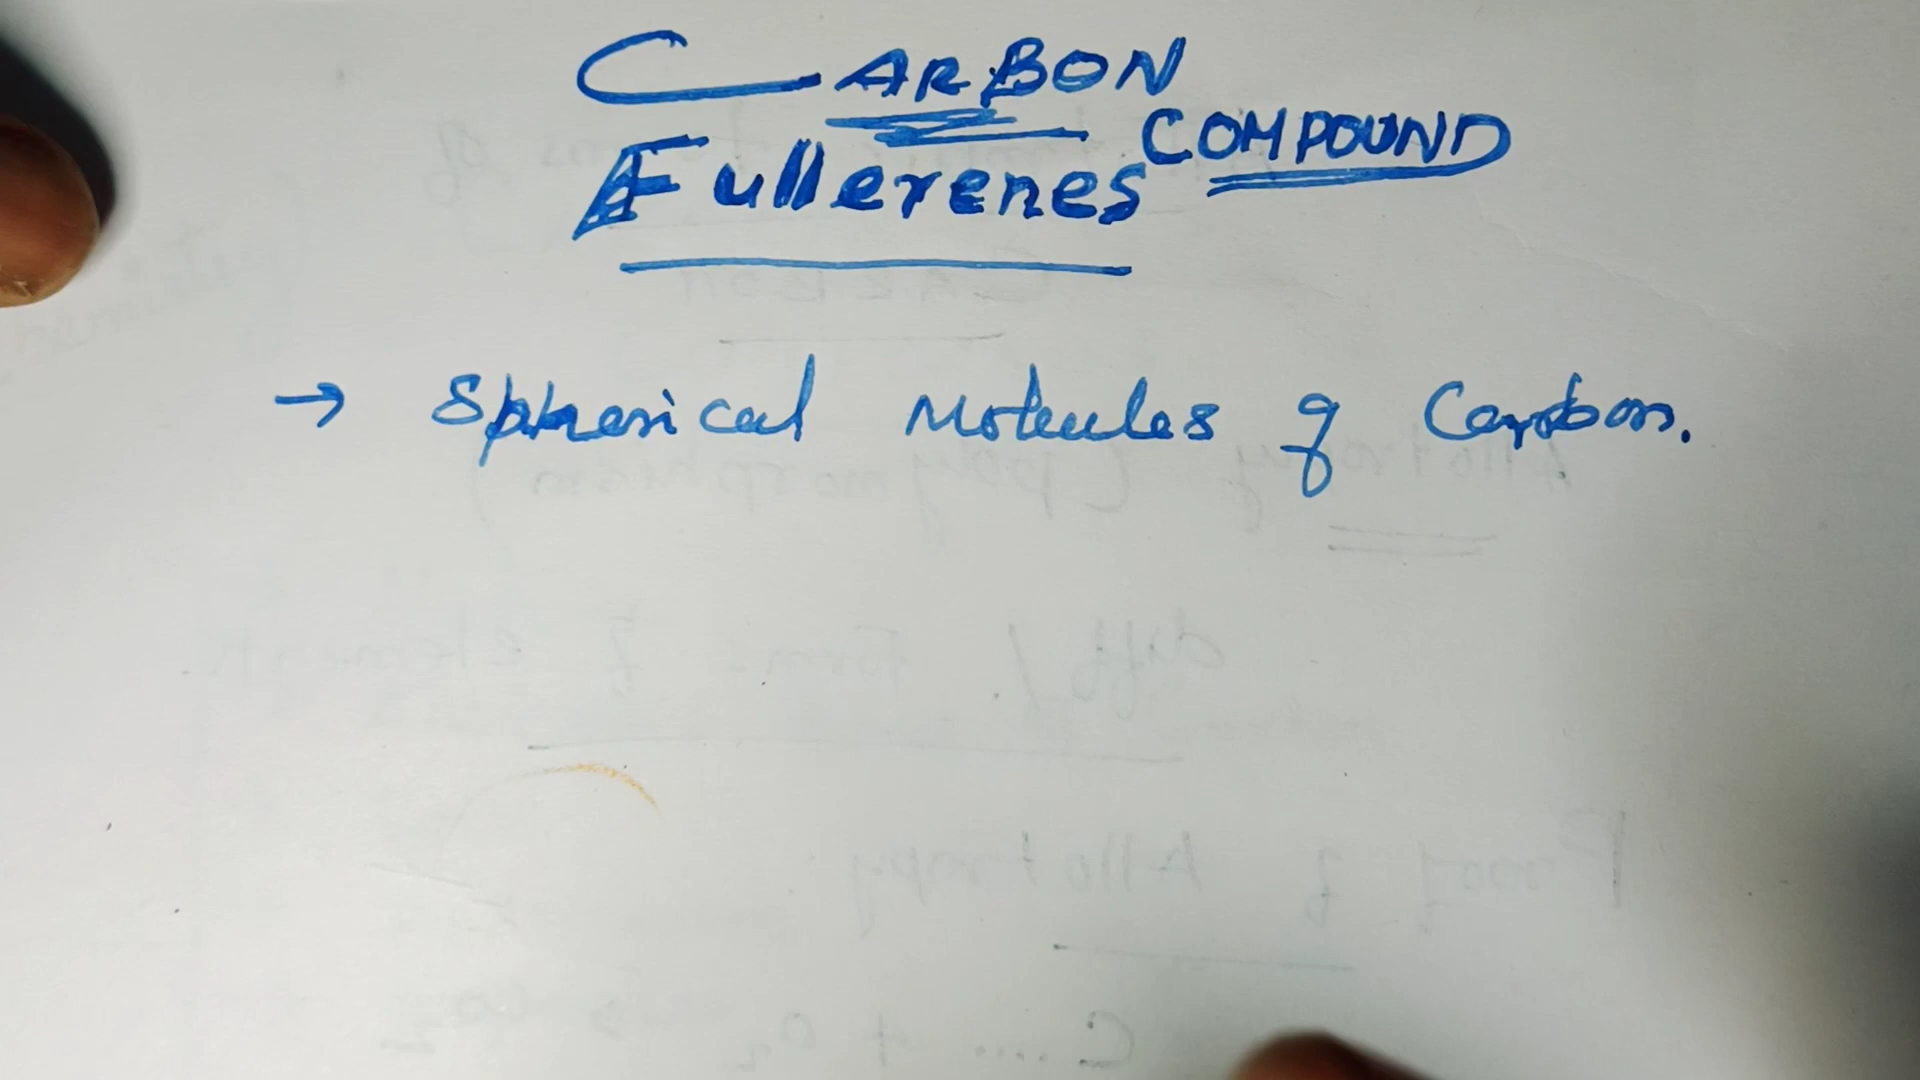 CARBON
COMPOUND
Fullerenes
→ Spherical Molecules of Carbon.